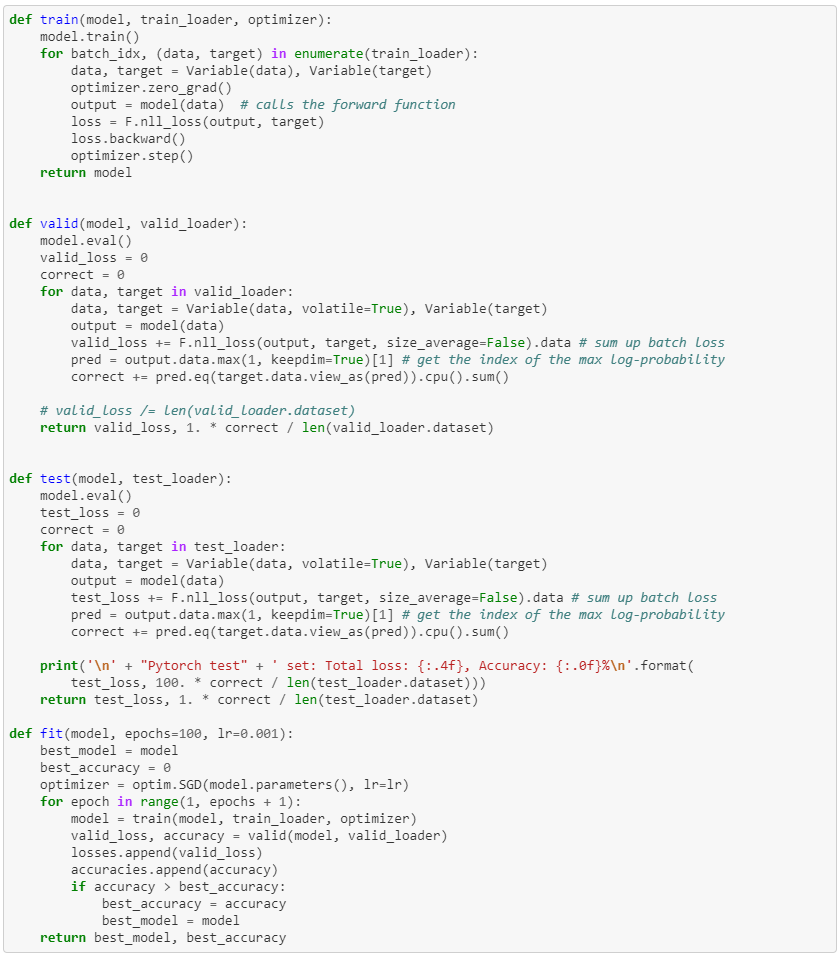 def train(model, train_loader, optimizer):
    model.train()
    for batch_idx, (data, target) in enumerate(train_loader):
        data, target = Variable(data), Variable(target)
        optimizer.zero_grad()
        output = model(data)  # calls the forward function
        loss = F.nll_loss(output, target)
        loss.backward()
        optimizer.step()
    return model

def valid(model, valid_loader):
    model.eval()
    valid_loss = 0
    correct = 0
    for data, target in valid_loader:
        data, target = Variable(data, volatile=True), Variable(target)
        output = model(data)
        valid_loss += F.nll_loss(output, target, size_average=False).data # sum up batch loss
        pred = output.data.max(1, keepdim=True)[1] # get the index of the max log-probability
        correct += pred.eq(target.data.view_as(pred)).cpu().sum()

    # valid_loss /= len(valid_loader.dataset)
    return valid_loss, 1. * correct / len(valid_loader.dataset)

def test(model, test_loader):
    model.eval()
    test_loss = 0
    correct = 0
    for data, target in test_loader:
        data, target = Variable(data, volatile=True), Variable(target)
        output = model(data)
        test_loss += F.nll_loss(output, target, size_average=False).data # sum up batch loss
        pred = output.data.max(1, keepdim=True)[1] # get the index of the max log-probability
        correct += pred.eq(target.data.view_as(pred)).cpu().sum()

    print('\n' + "Pytorch test" + ' set: Total loss: {:.4f}, Accuracy: {:.0f}%\n'.format(
        test_loss, 100. * correct / len(test_loader.dataset)))
    return test_loss, 1. * correct / len(test_loader.dataset)

def fit(model, epochs=100, lr=0.001):
    best_model = model
    best_accuracy = 0
    optimizer = optim.SGD(model.parameters(), lr=lr)
    for epoch in range(1, epochs + 1):
        model = train(model, train_loader, optimizer)
        valid_loss, accuracy = valid(model, valid_loader)
        losses.append(valid_loss)
        accuracies.append(accuracy)
        if accuracy > best_accuracy:
            best_accuracy = accuracy
            best_model = model
    return best_model, best_accuracy